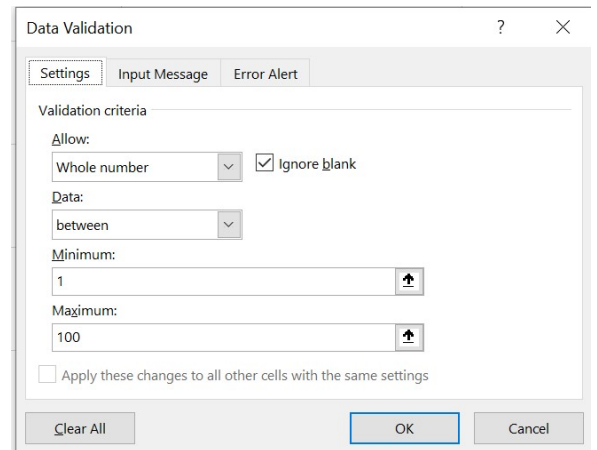 Data Validation ?
Settings Input Message Error Alert
Validation criteria
Allow:
Whole number Ignore blank
Data:
between
Minimum:
1
Maximum:
100
Apply these changes to all other cells with the same settings
Clear All OK Cancel